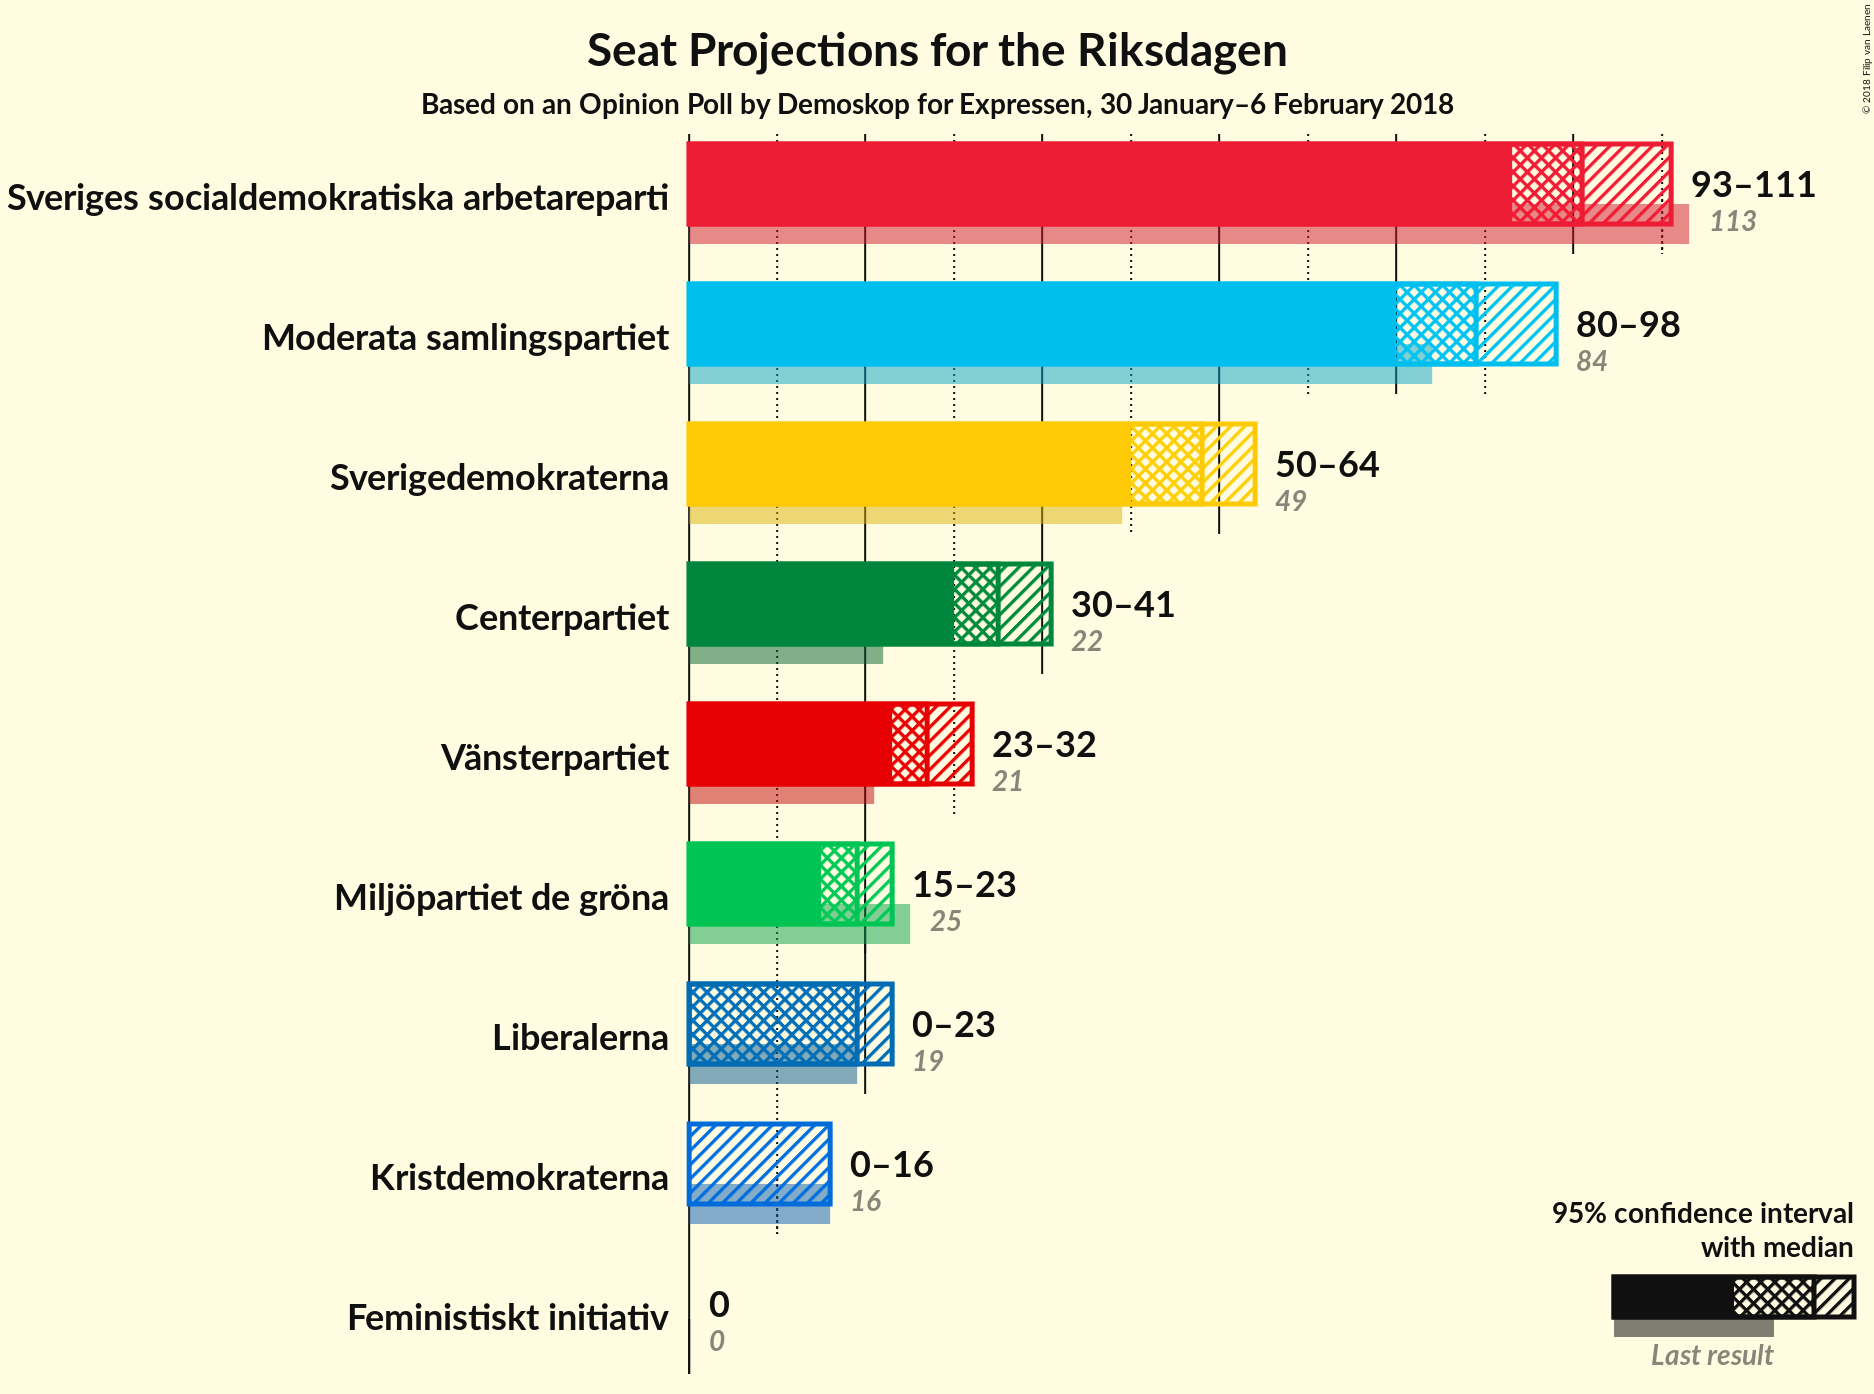 Seat Projections for the Riksdagen
Based on an Opinion Poll by Demoskop for Expressen, 30 January–6 February 2018
© 2018 Filip van Laenen
Sveriges socialdemokratiska arbetareparti
93–111
113
Moderata samlingspartiet
80–98
84
Sverigedemokraterna
50–64
49
Centerpartiet
30–41
22
Vänsterpartiet
23–32
21
Miljöpartiet de gröna
15–23
25
Liberalerna
0–23
19
Kristdemokraterna
0–16
16
Feministiskt initiativ
0
0
95% confidence interval
with median
Last result